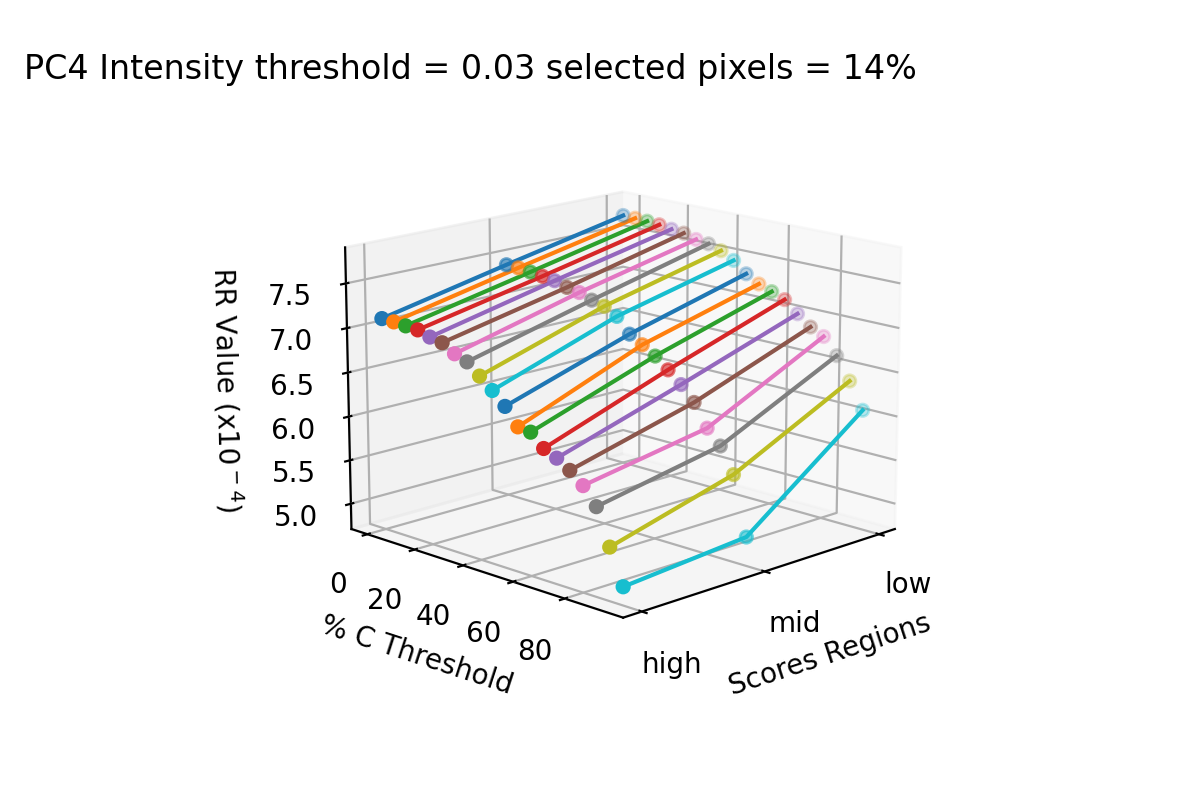 PC4 Intensity threshold = 0.03 selected pixels = 14%
RR Value (x10⁻⁴)
7.5
7.0
6.5
6.0
5.5
5.0
0
20
40
60
80
% C Threshold
high
mid
low
Scores Regions